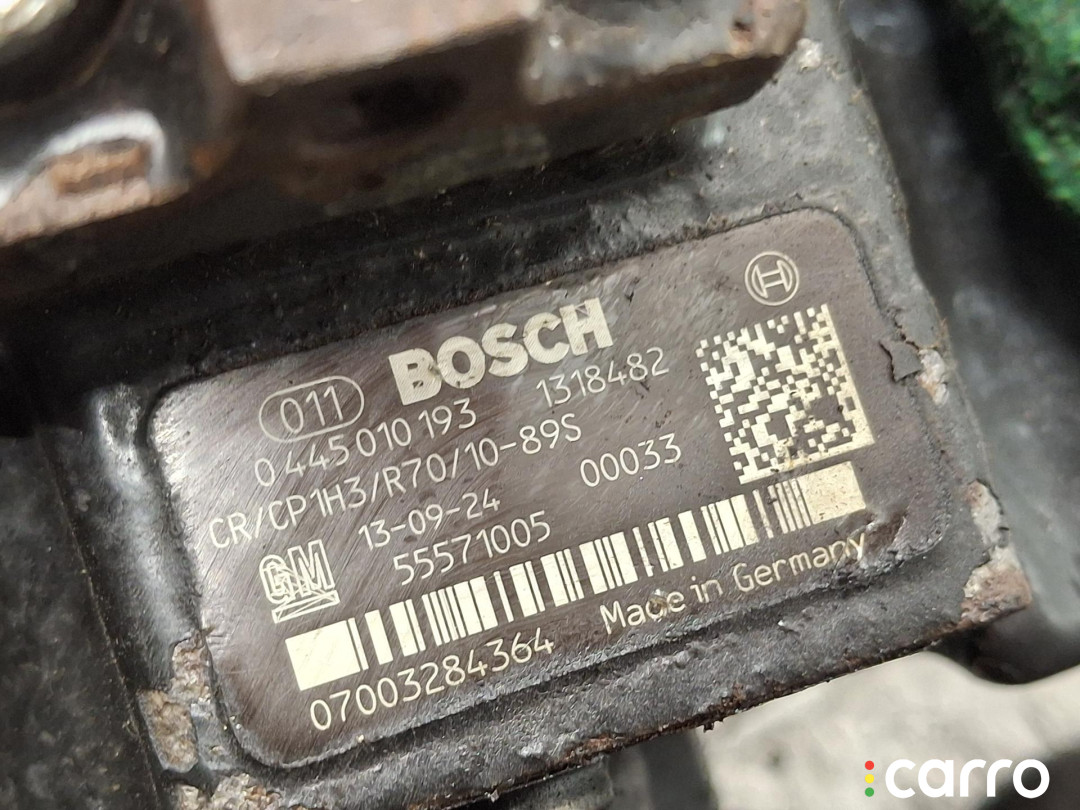 BOSCH
011
0 445 010 193 1318482
CR/CP1H3/R70/10-89S
13-09-24 00033
GM 55571005
07003284364 Made in Germany
carro